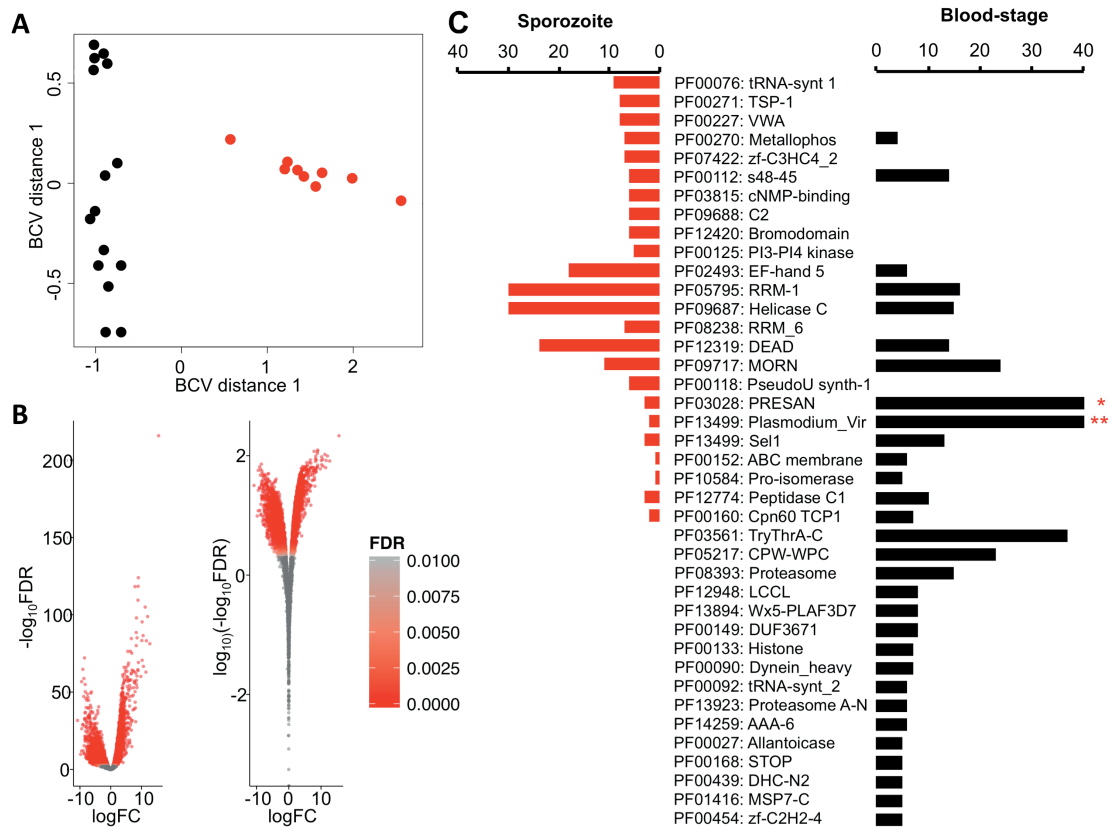 A
BCV distance 1
0.5
0
-0.5
-1
0
1
2
BCV distance 1
B
-log10FDR
200
150
100
50
0
-10
0
10
logFC
log10)(-log10FDR)
2
0
-2
-10
0
10
logFC
FDR
0.0100
0.0075
0.0050
0.0025
0.0000
C
Sporozoite
Blood-stage
40 30 20 10 0
0 10 20 30 40
PF00076: tRNA-synt 1
PF00271: TSP-1
PF00227: VWA
PF00270: Metallophos
PF07422: zf-C3HC4_2
PF00112: s48-45
PF03815: cNMP-binding
PF09688: C2
PF12420: Bromodomain
PF00125: PI3-PI4 kinase
PF02493: EF-hand 5
PF05795: RRM-1
PF09687: Helicase C
PF08238: RRM_6
PF12319: DEAD
PF09717: MORN
PF00118: PseudoU synth-1
PF03028: PRESAN *
PF13499: Plasmodium_Vir **
PF13499: Sel1
PF00152: ABC membrane
PF10584: Pro-isomerase
PF12774: Peptidase C1
PF00160: Cpn60 TCP1
PF03561: TryThrA-C
PF05217: CPW-WPC
PF08393: Proteasome
PF12948: LCCL
PF13894: Wx5-PLAF3D7
PF00149: DUF3671
PF00133: Histone
PF00090: Dynein_heavy
PF00092: tRNA-synt_2
PF13923: Proteasome A-N
PF14259: AAA-6
PF00027: Allantoicase
PF00168: STOP
PF00439: DHC-N2
PF01416: MSP7-C
PF00454: zf-C2H2-4